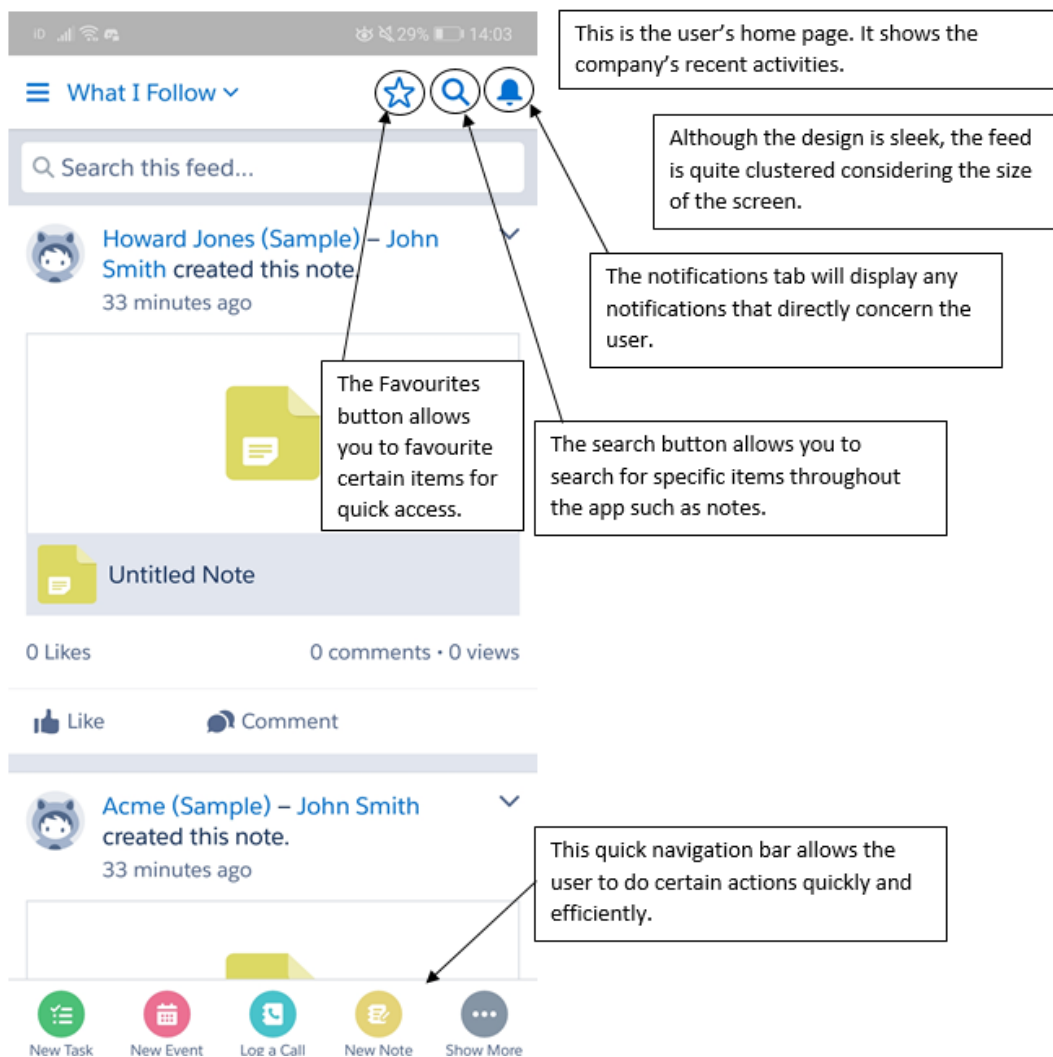 iD 29% 14:03
What I Follow
Search this feed...
Howard Jones (Sample) – John
Smith created this note.
33 minutes ago
Untitled Note
0 Likes 0 comments • 0 views
Like Comment
Acme (Sample) – John Smith
created this note.
33 minutes ago
New Task New Event Log a Call New Note Show More
This is the user's home page. It shows the
company's recent activities.
Although the design is sleek, the feed
is quite clustered considering the size
of the screen.
The notifications tab will display any
notifications that directly concern the
user.
The Favourites
button allows
you to favourite
certain items for
quick access.
The search button allows you to
search for specific items throughout
the app such as notes.
This quick navigation bar allows the
user to do certain actions quickly and
efficiently.